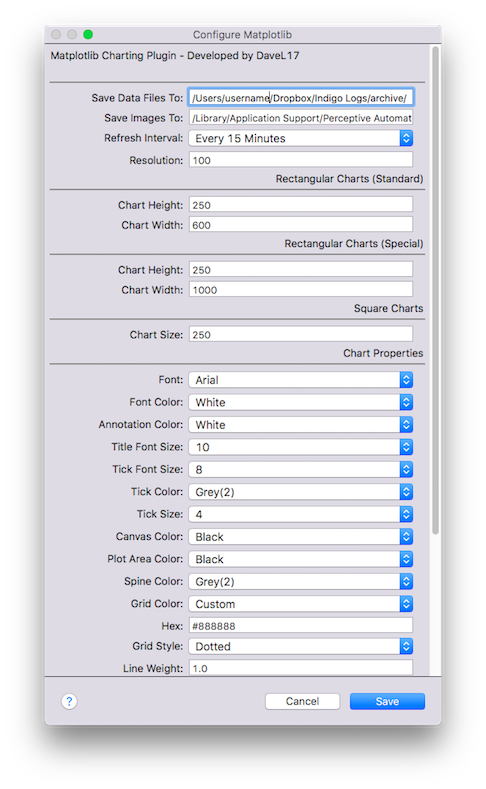 Configure Matplotlib
Matplotlib Charting Plugin - Developed by DaveL17
Save Data Files To: /Users/username/Dropbox/Indigo Logs/archive/
Save Images To: /Library/Application Support/Perceptive Automat
Refresh Interval: Every 15 Minutes
Resolution: 100
Rectangular Charts (Standard)
Chart Height: 250
Chart Width: 600
Rectangular Charts (Special)
Chart Height: 250
Chart Width: 1000
Square Charts
Chart Size: 250
Chart Properties
Font: Arial
Font Color: White
Annotation Color: White
Title Font Size: 10
Tick Font Size: 8
Tick Color: Grey(2)
Tick Size: 4
Canvas Color: Black
Plot Area Color: Black
Spine Color: Grey(2)
Grid Color: Custom
Hex: #888888
Grid Style: Dotted
Line Weight: 1.0
? Cancel Save